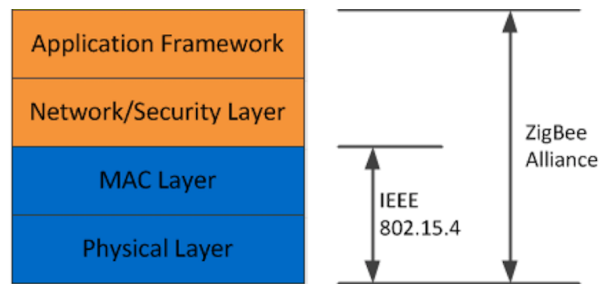 Application Framework
Network/Security Layer
MAC Layer
Physical Layer
IEEE
802.15.4
ZigBee
Alliance